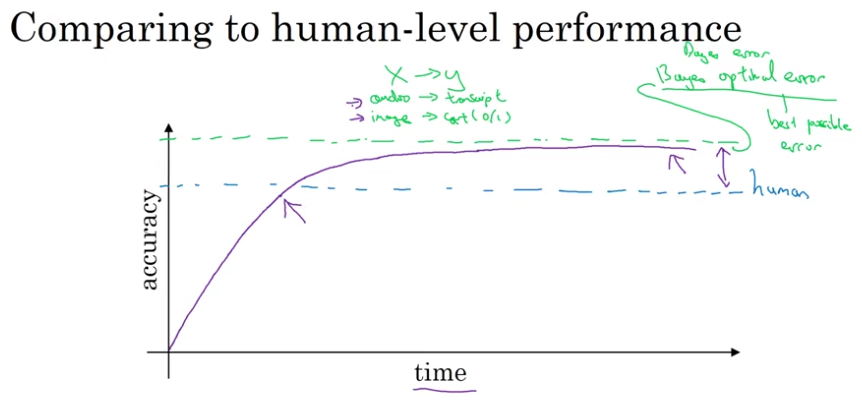 Comparing to human-level performance
Bayes error
Bayes optimal error
best possible
error
X → y
→ audio → transcript
→ image → cat (0/1)
human
accuracy
time